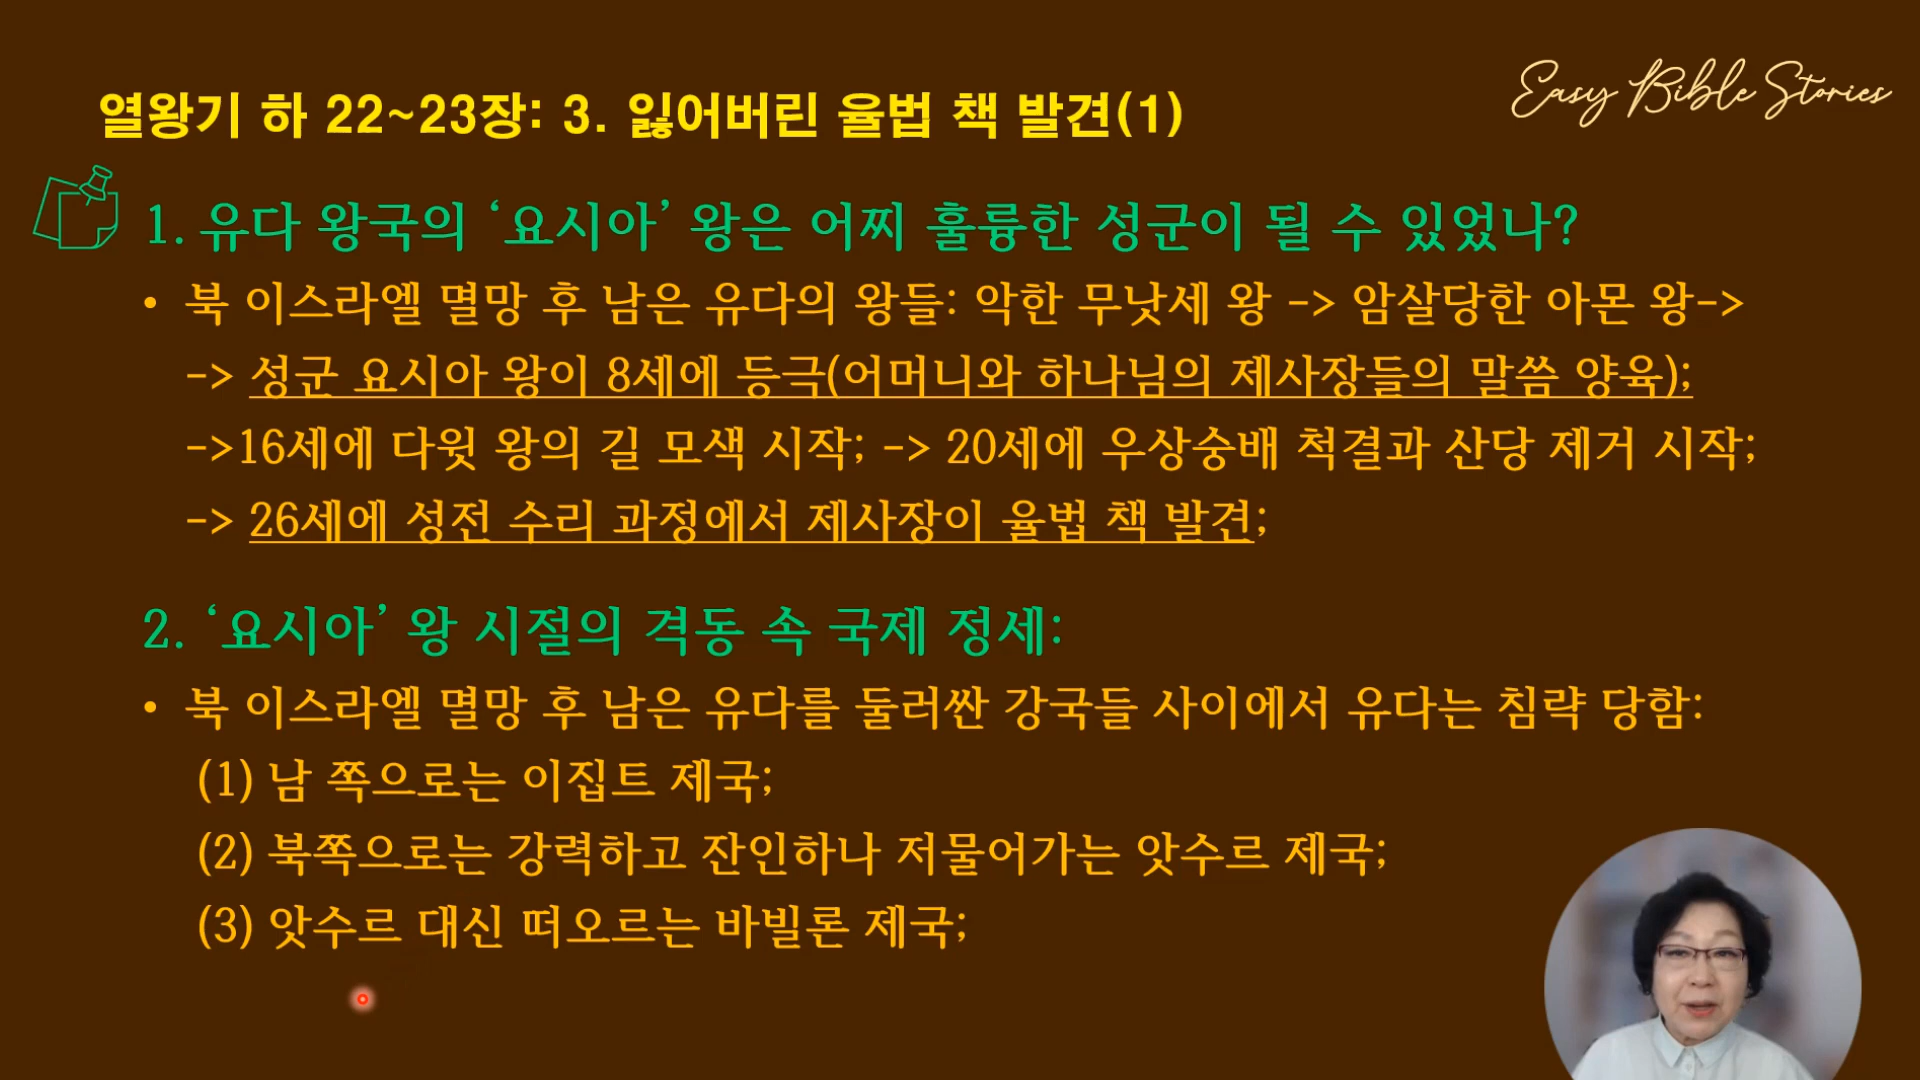 열왕기 하 22~23장: 3. 잃어버린 율법 책 발견(1)
Easy Bible Stories
1. 유다 왕국의 ‘요시아’ 왕은 어찌 훌륭한 성군이 될 수 있었나?
• 북 이스라엘 멸망 후 남은 유다의 왕들: 악한 무낫세 왕 -> 암살당한 아몬 왕->
-> 성군 요시아 왕이 8세에 등극(어머니와 하나님의 제사장들의 말씀 양육);
->16세에 다윗 왕의 길 모색 시작; -> 20세에 우상숭배 척결과 산당 제거 시작;
-> 26세에 성전 수리 과정에서 제사장이 율법 책 발견;
2. ‘요시아’ 왕 시절의 격동 속 국제 정세:
• 북 이스라엘 멸망 후 남은 유다를 둘러싼 강국들 사이에서 유다는 침략 당함:
(1) 남 쪽으로는 이집트 제국;
(2) 북쪽으로는 강력하고 잔인하나 저물어가는 앗수르 제국;
(3) 앗수르 대신 떠오르는 바빌론 제국;